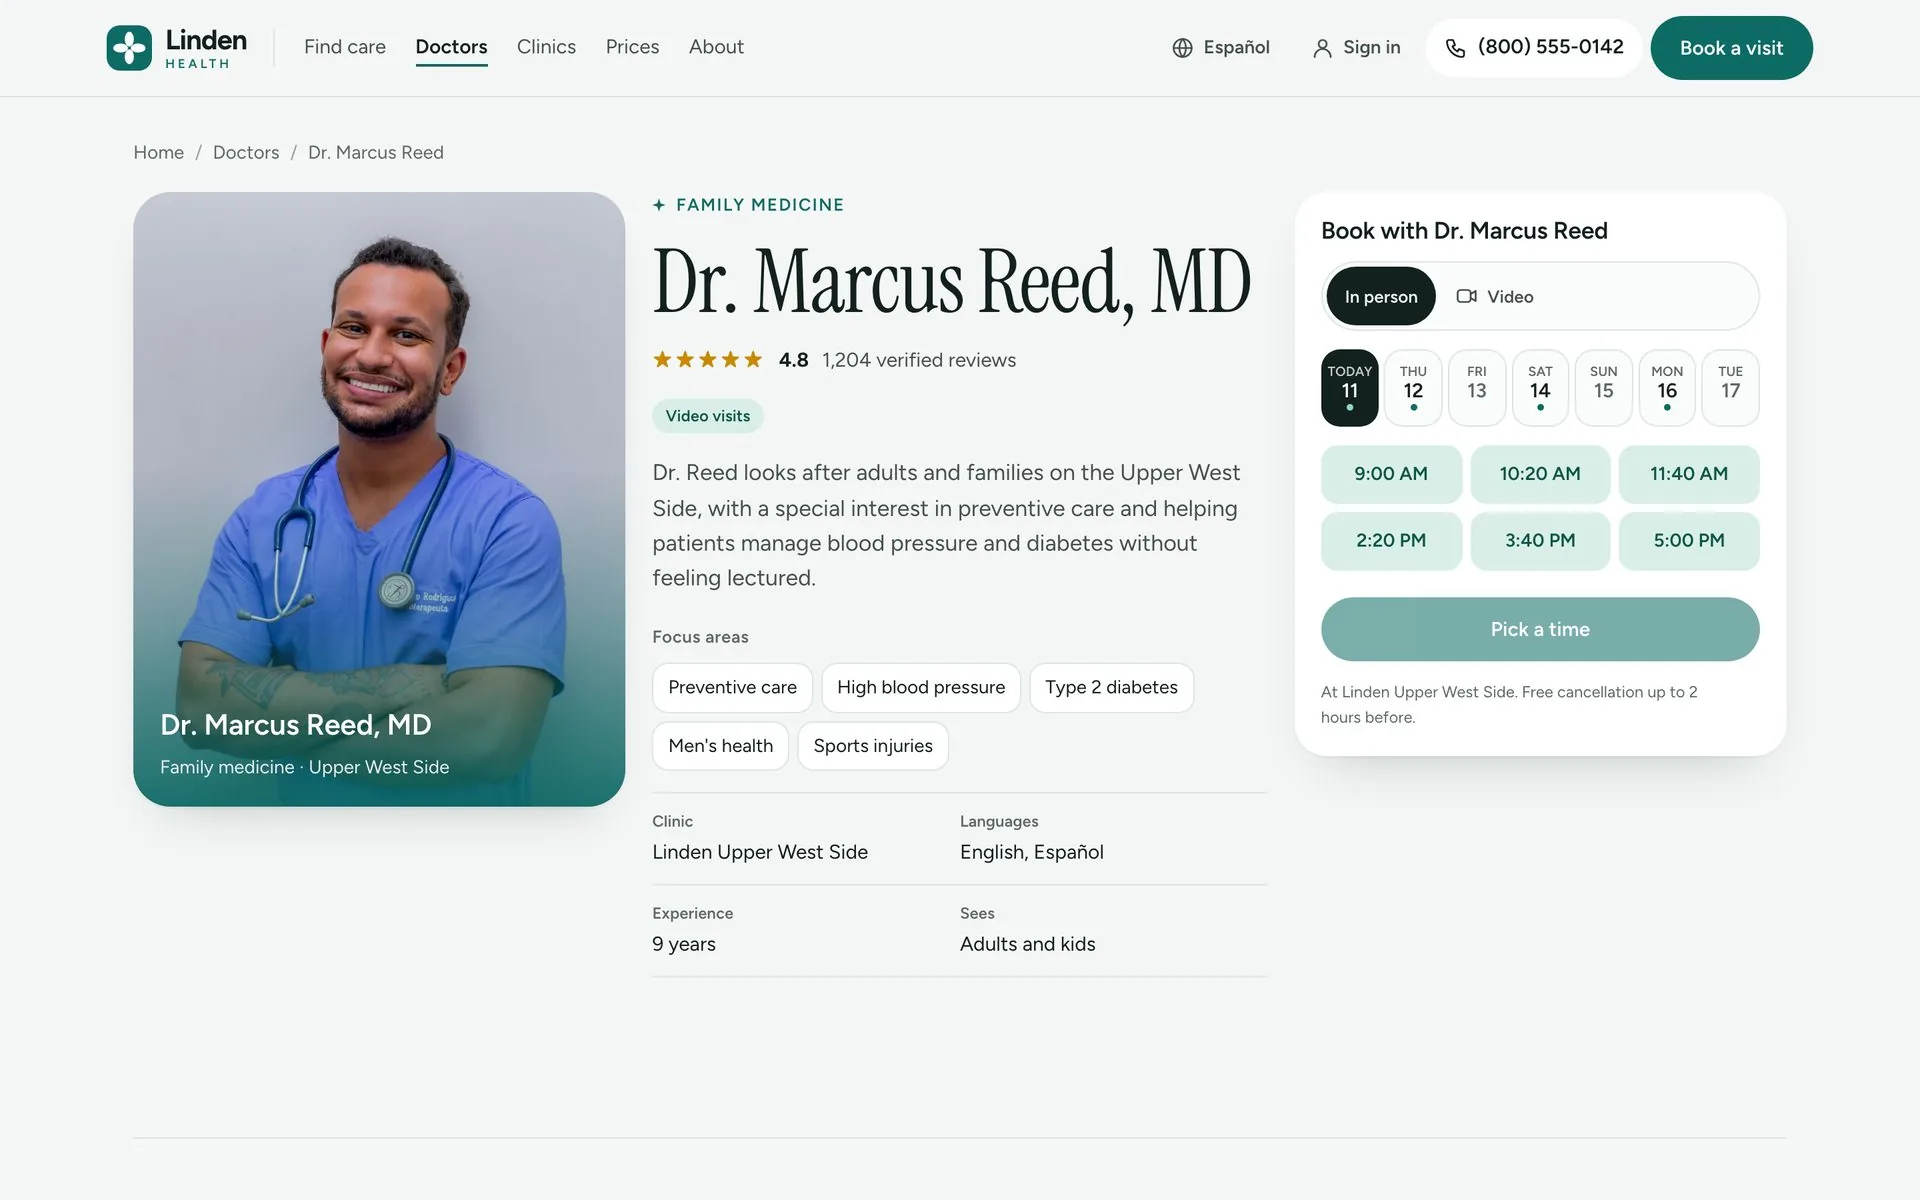 Linden
HEALTH
Find care
Doctors
Clinics
Prices
About
Español
Sign in
(800) 555-0142
Book a visit
Home / Doctors / Dr. Marcus Reed
Dr. Marcus Reed, MD
Family medicine · Upper West Side
FAMILY MEDICINE
Dr. Marcus Reed, MD
4.8 1,204 verified reviews
Video visits
Dr. Reed looks after adults and families on the Upper West
Side, with a special interest in preventive care and helping
patients manage blood pressure and diabetes without
feeling lectured.
Focus areas
Preventive care
High blood pressure
Type 2 diabetes
Men's health
Sports injuries
Clinic
Linden Upper West Side
Languages
English, Español
Experience
9 years
Sees
Adults and kids
Book with Dr. Marcus Reed
In person
Video
TODAY
11
THU
12
FRI
13
SAT
14
SUN
15
MON
16
TUE
17
9:00 AM
10:20 AM
11:40 AM
2:20 PM
3:40 PM
5:00 PM
Pick a time
At Linden Upper West Side. Free cancellation up to 2
hours before.